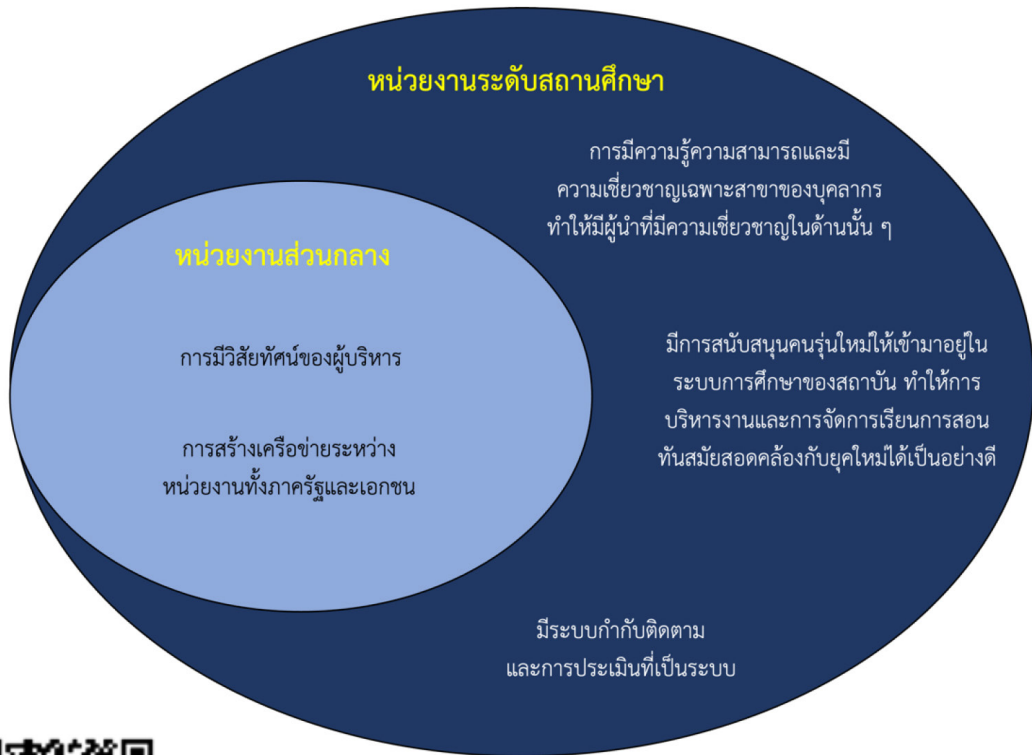 หน่วยงานระดับสถานศึกษา
การมีความรู้ความสามารถและมี
ความเชี่ยวชาญเฉพาะสาขาของบุคลากร
ทำให้มีผู้นำที่มีความเชี่ยวชาญในด้านนั้น ๆ
หน่วยงานส่วนกลาง
การมีวิสัยทัศน์ของผู้บริหาร
การสร้างเครือข่ายระหว่าง
หน่วยงานทั้งภาครัฐและเอกชน
มีการสนับสนุนคนรุ่นใหม่ให้เข้ามาอยู่ใน
ระบบการศึกษาของสถาบัน ทำให้การ
บริหารงานและการจัดการเรียนการสอน
ทันสมัยสอดคล้องกับยุคใหม่ได้เป็นอย่างดี
มีระบบกำกับติดตาม
และการประเมินที่เป็นระบบ